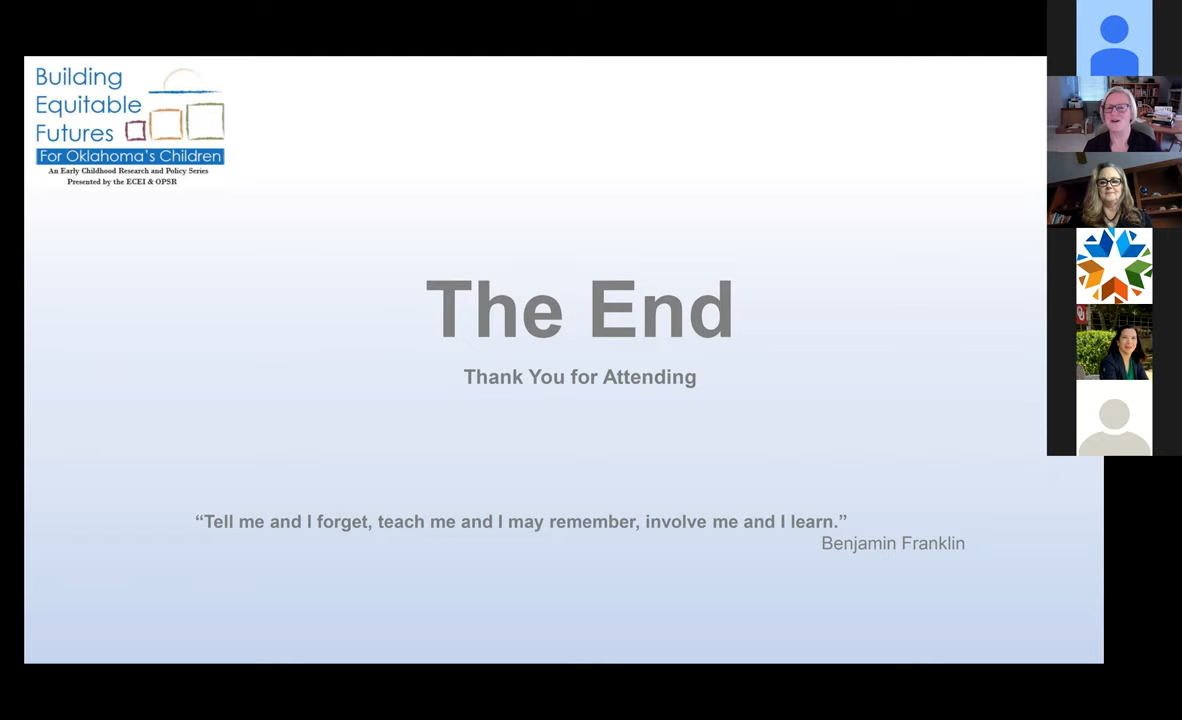 Building
Equitable
Futures
For Oklahoma's Children
An Early Childhood Research and Policy Series
Presented by the ECEI & OPSR
The End
Thank You for Attending
“Tell me and I forget, teach me and I may remember, involve me and I learn.”
Benjamin Franklin